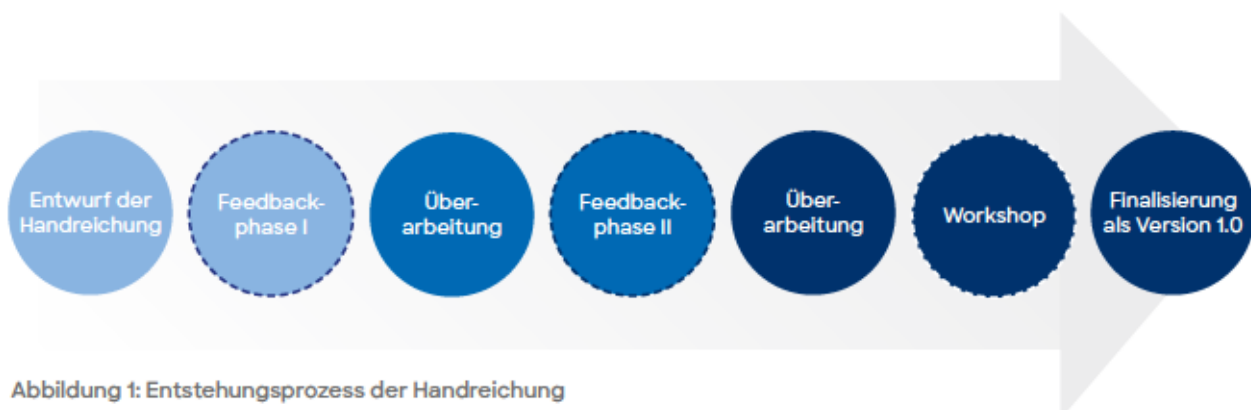 Entwurf der
Handreichung
Feedback-
phase I
Über-
arbeitung
Feedback-
phase II
Über-
arbeitung
Workshop
Finalisierung
als Version 1.0
Abbildung 1: Entstehungsprozess der Handreichung